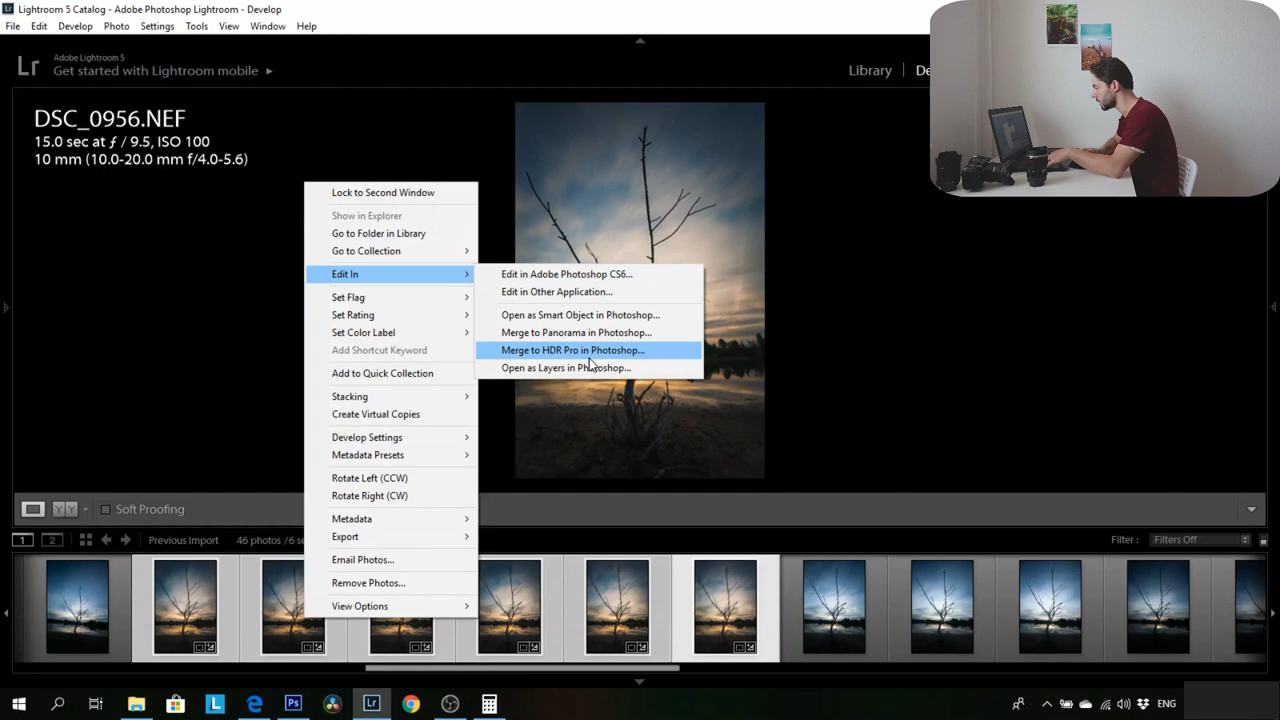 Lightroom 5 Catalog - Adobe Photoshop Lightroom - Develop
File Edit Develop Photo Settings Tools View Window Help
Lr Adobe Lightroom 5
Get started with Lightroom mobile ▸
Library | De
DSC_0956.NEF
15.0 sec at ƒ / 9.5, ISO 100
10 mm (10.0-20.0 mm f/4.0-5.6)
Lock to Second Window
Show in Explorer
Go to Folder in Library
Go to Collection
Edit In
Set Flag
Set Rating
Set Color Label
Add Shortcut Keyword
Add to Quick Collection
Stacking
Create Virtual Copies
Develop Settings
Metadata Presets
Rotate Left (CCW)
Rotate Right (CW)
Metadata
Export
Email Photos...
Remove Photos...
View Options
Edit in Adobe Photoshop CS6...
Edit in Other Application...
Open as Smart Object in Photoshop...
Merge to Panorama in Photoshop...
Merge to HDR Pro in Photoshop...
Open as Layers in Photoshop...
Y Y Soft Proofing
1 2 Previous Import 46 photos /6 se Filter : Filters Off
L Ps Lr ENG